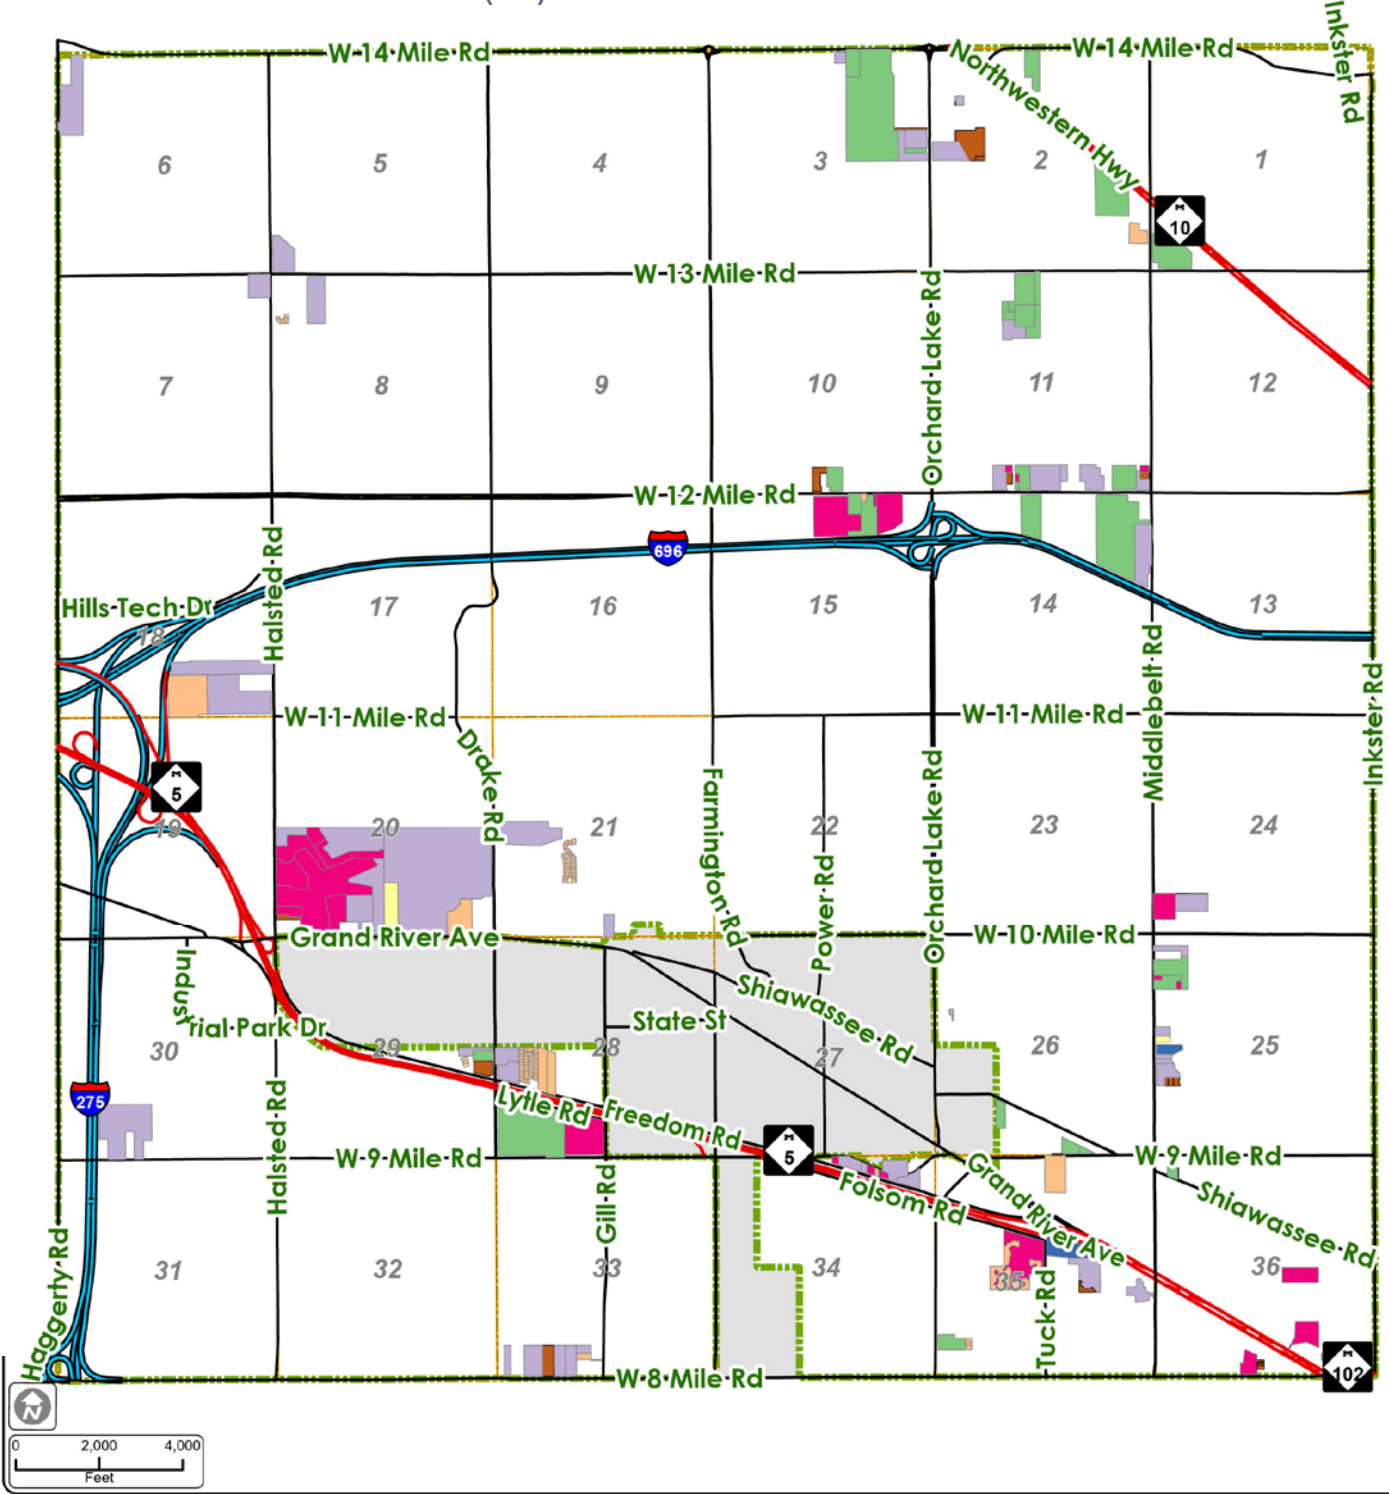 Inkster Rd
W 14 Mile Rd
W 14 Mile Rd
Northwestern Hwy
6
5
4
3
2
1
M
10
W 13 Mile Rd
Orchard Lake Rd
7
8
9
10
11
12
W 12 Mile Rd
696
Halsted Rd
Hills Tech Dr
18
17
16
15
14
13
Middlebelt Rd
Inkster Rd
W 11 Mile Rd
W 11 Mile Rd
Drake Rd
Farmington Rd
Power Rd
Orchard Lake Rd
M
5
19
20
21
22
23
24
Grand River Ave
W 10 Mile Rd
Industrial Park Dr
Shiawassee Rd
State St
30
29
28
27
26
25
275
Halsted Rd
Lytle Rd
Freedom Rd
M
5
W 9 Mile Rd
W 9 Mile Rd
Gill Rd
Folsom Rd
Grand River Ave
Shiawassee Rd
Haggerty Rd
31
32
33
34
35
36
Tuck Rd
W 8 Mile Rd
M
102
N
0 2,000 4,000
Feet